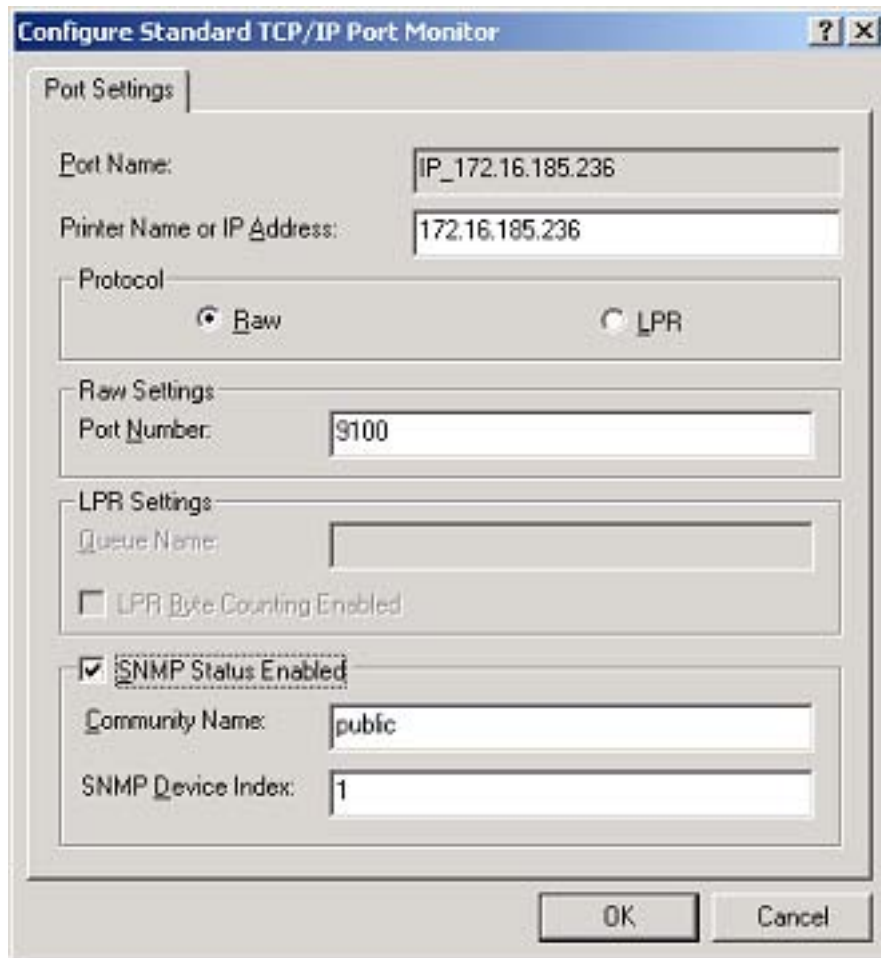 Configure Standard TCP/IP Port Monitor
Port Settings
Port Name: IP_172.16.185.236
Printer Name or IP Address: 172.16.185.236
Protocol
Raw LPR
Raw Settings
Port Number: 9100
LPR Settings
Queue Name:
LPR Byte Counting Enabled
SNMP Status Enabled
Community Name: public
SNMP Device Index: 1
OK Cancel